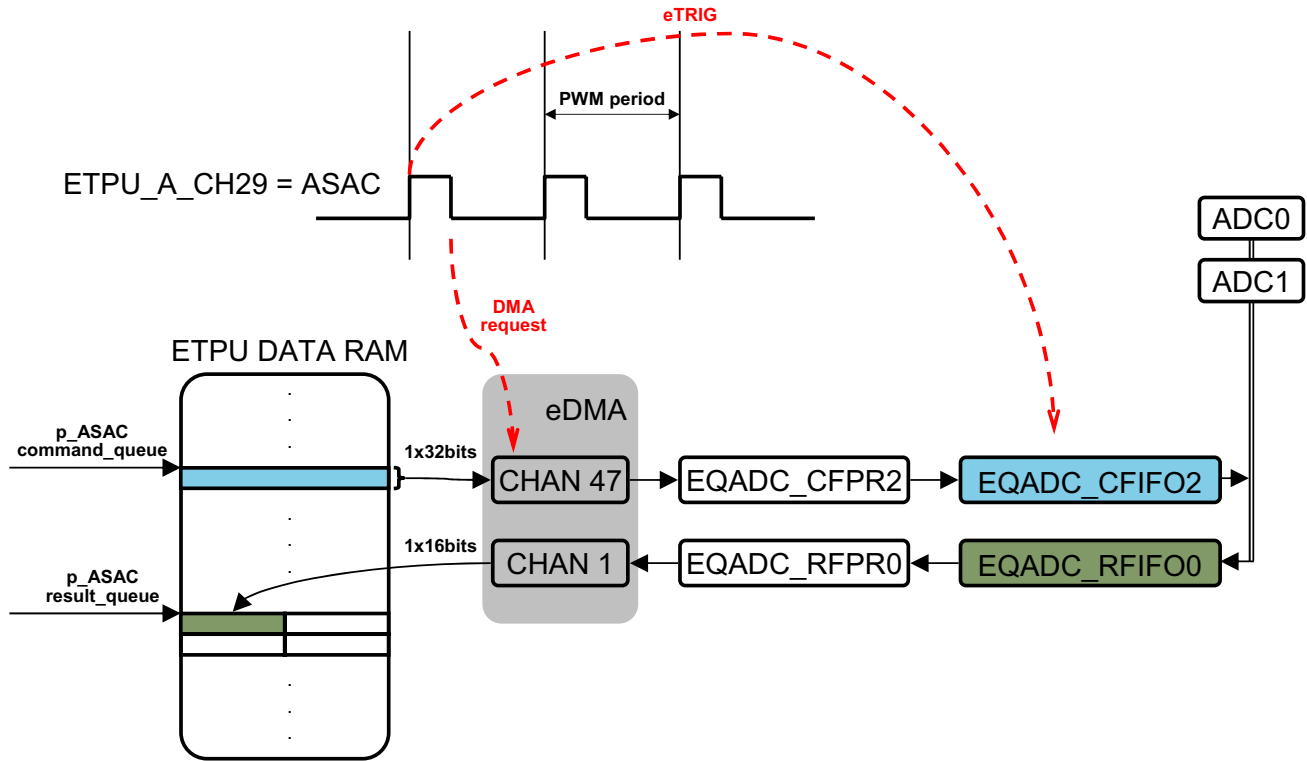 eTRIG
PWM period
ETPU_A_CH29 = ASAC
ADC0
ADC1
DMA
request
ETPU DATA RAM
eDMA
p_ASAC
command_queue
1x32bits
CHAN 47
EQADC_CFPR2
EQADC_CFIFO2
1x16bits
CHAN 1
EQADC_RFPR0
EQADC_RFIFO0
p_ASAC
result_queue